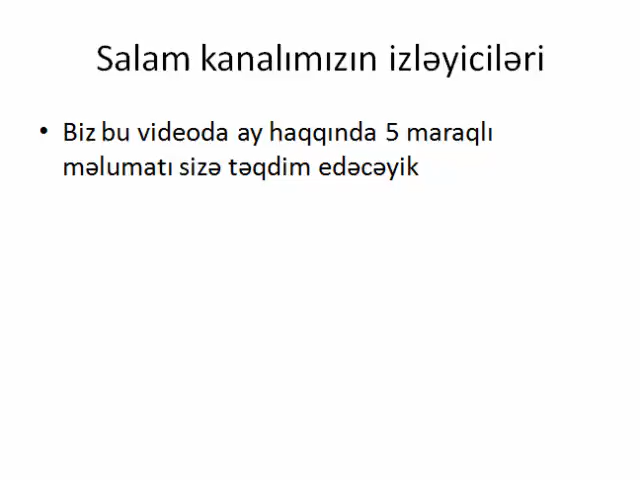 Salam kanalımızın izləyiciləri
• Biz bu videoda ay haqqında 5 maraqlı
məlumatı sizə təqdim edəcəyik